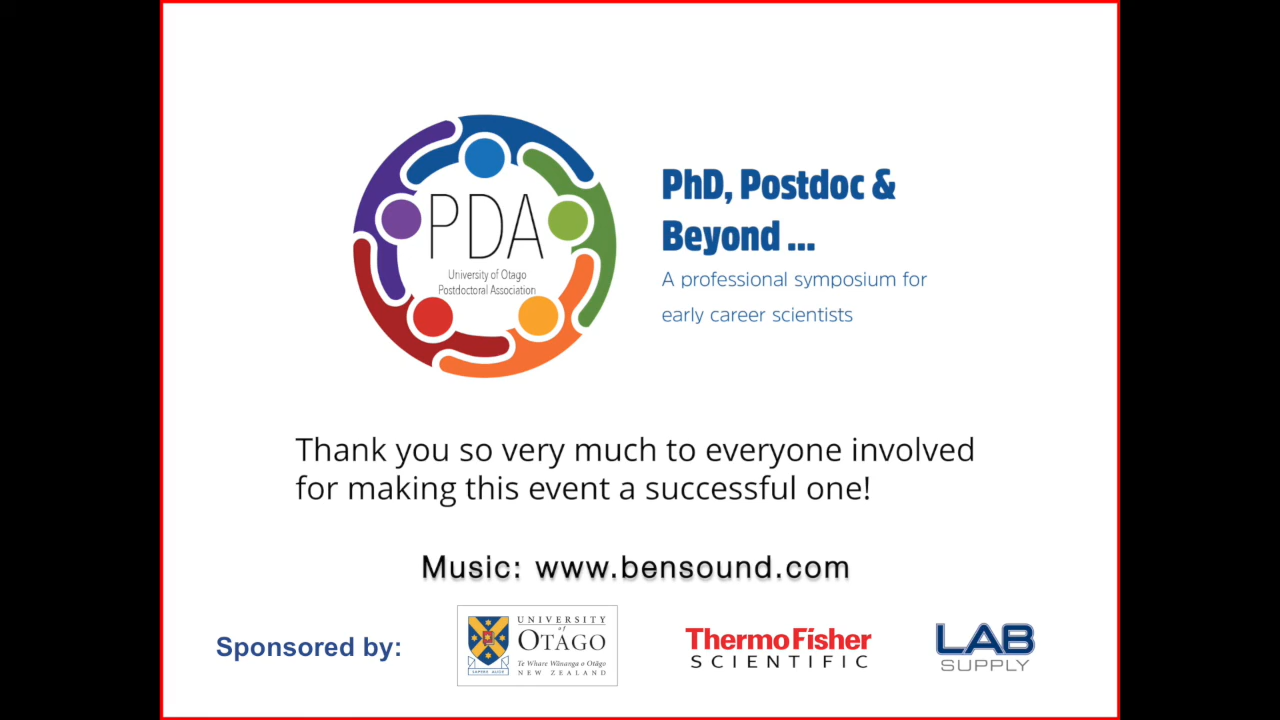 PDA
University of Otago
Postdoctoral Association
PhD, Postdoc &
Beyond ...
A professional symposium for
early career scientists
Thank you so very much to everyone involved
for making this event a successful one!
Music: www.bensound.com
Sponsored by:
UNIVERSITY
of
OTAGO
Te Whare Wānanga o Otāgo
NEW ZEALAND
SAPERE AUDE
ThermoFisher
SCIENTIFIC
LAB
SUPPLY